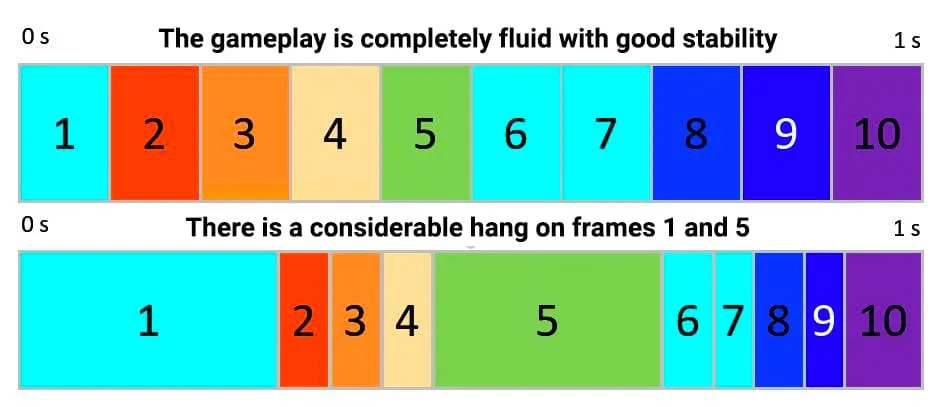 0 s The gameplay is completely fluid with good stability 1 s
1 2 3 4 5 6 7 8 9 10
0 s There is a considerable hang on frames 1 and 5 1 s
1 2 3 4 5 6 7 8 9 10